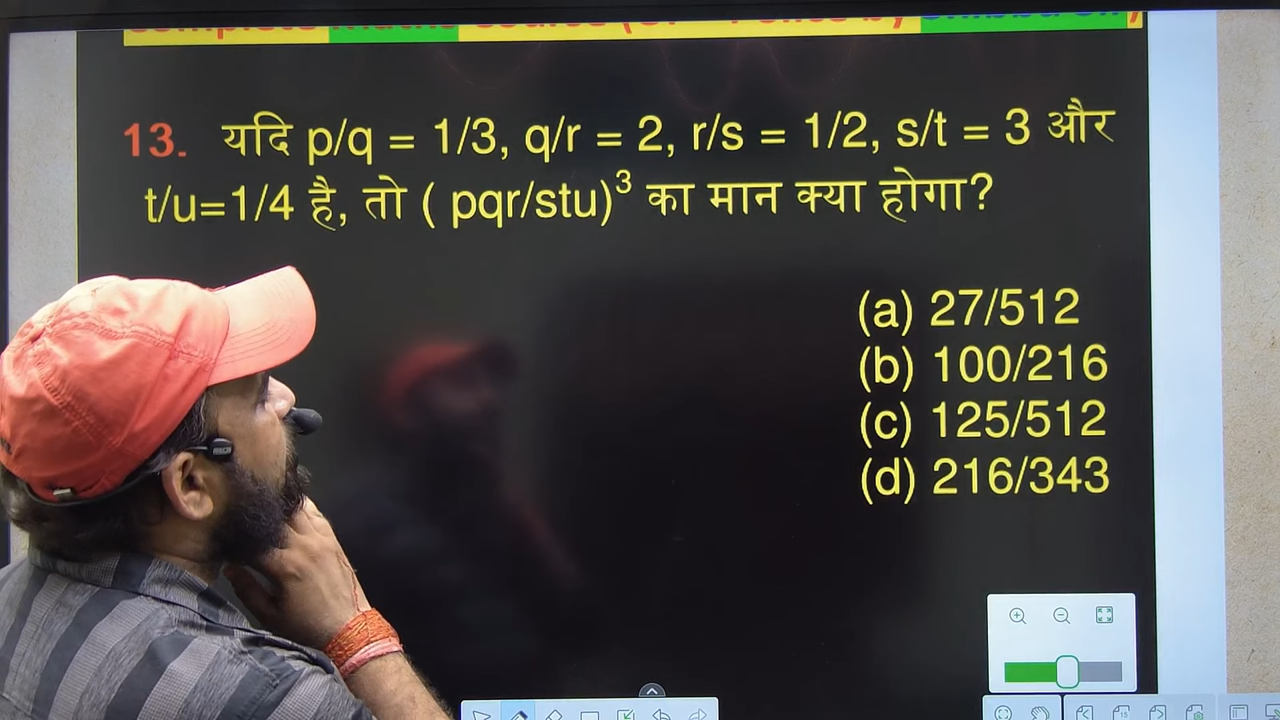 13. यदि p/q = 1/3, q/r = 2, r/s = 1/2, s/t = 3 और
t/u=1/4 है, तो ( pqr/stu)³ का मान क्या होगा?
(a) 27/512
(b) 100/216
(c) 125/512
(d) 216/343